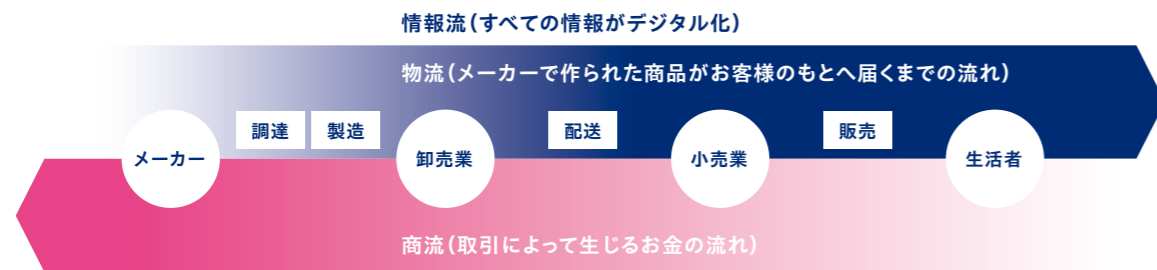 情報流(すべての情報がデジタル化)
物流(メーカーで作られた商品がお客様のもとへ届くまでの流れ)
調達 製造 配送 販売
メーカー 卸売業 小売業 生活者
商流(取引によって生じるお金の流れ)